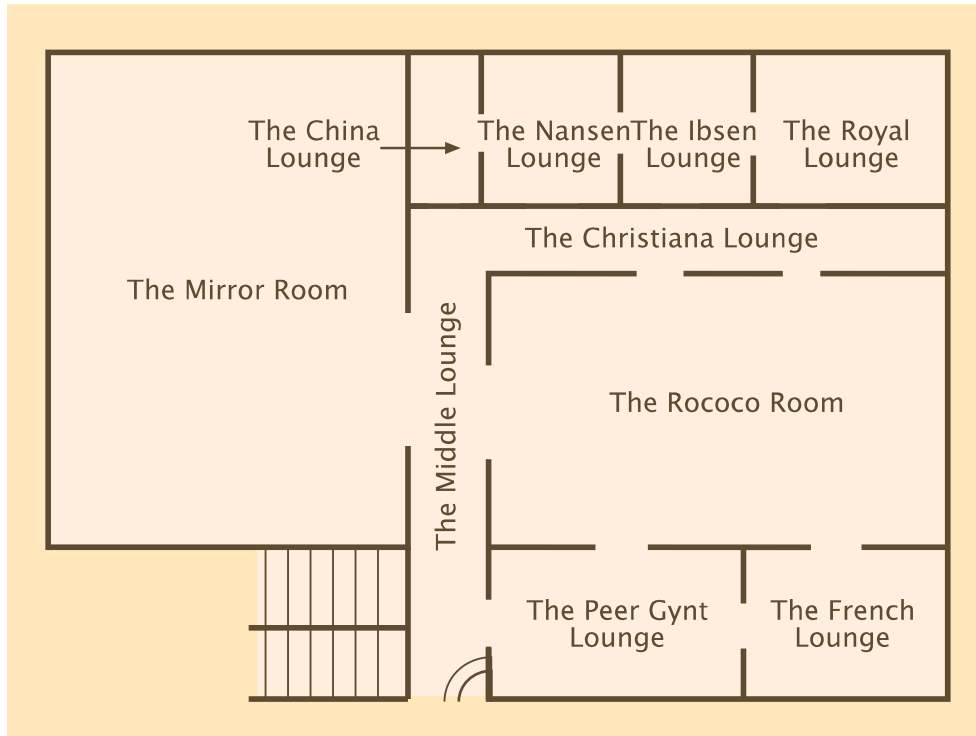 The China
Lounge
The Nansen
Lounge
The Ibsen
Lounge
The Royal
Lounge
The Christiana Lounge
The Mirror Room
The Middle Lounge
The Rococo Room
The Peer Gynt
Lounge
The French
Lounge